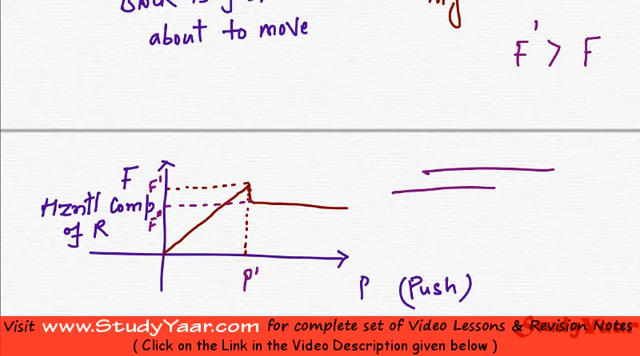 about to move
F' > F
F
F'
Hzntl Comp.
of R
P'
P (Push)
StudyYaar
Visit www.StudyYaar.com for complete set of Video Lessons & Revision Notes
( Click on the Link in the Video Description given below )